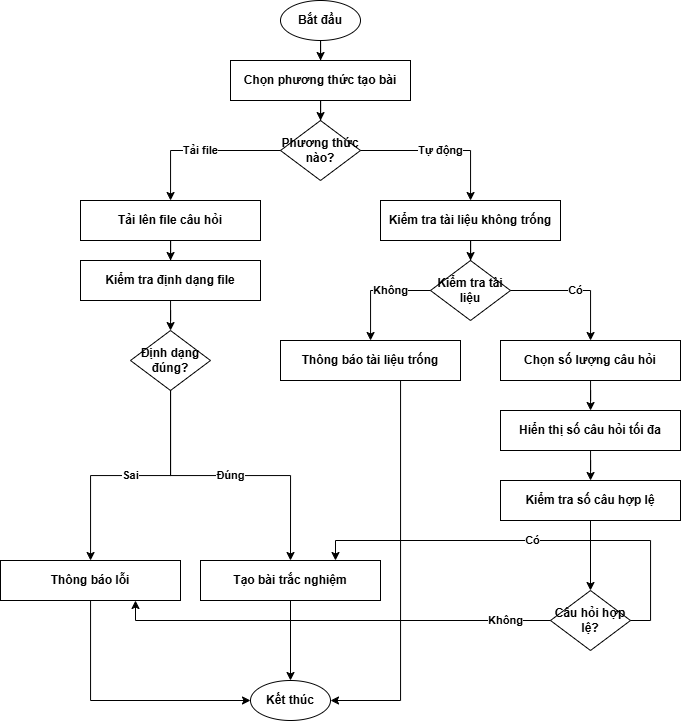 Bắt đầu
Chọn phương thức tạo bài
Phương thức
nào?
Tải file
Tự động
Tải lên file câu hỏi
Kiểm tra tài liệu không trống
Kiểm tra định dạng file
Kiểm tra tài
liệu
Không
Có
Định dạng
đúng?
Thông báo tài liệu trống
Chọn số lượng câu hỏi
Hiển thị số câu hỏi tối đa
Sai
Đúng
Kiểm tra số câu hợp lệ
Có
Thông báo lỗi
Tạo bài trắc nghiệm
Không
Câu hỏi hợp
lệ?
Kết thúc